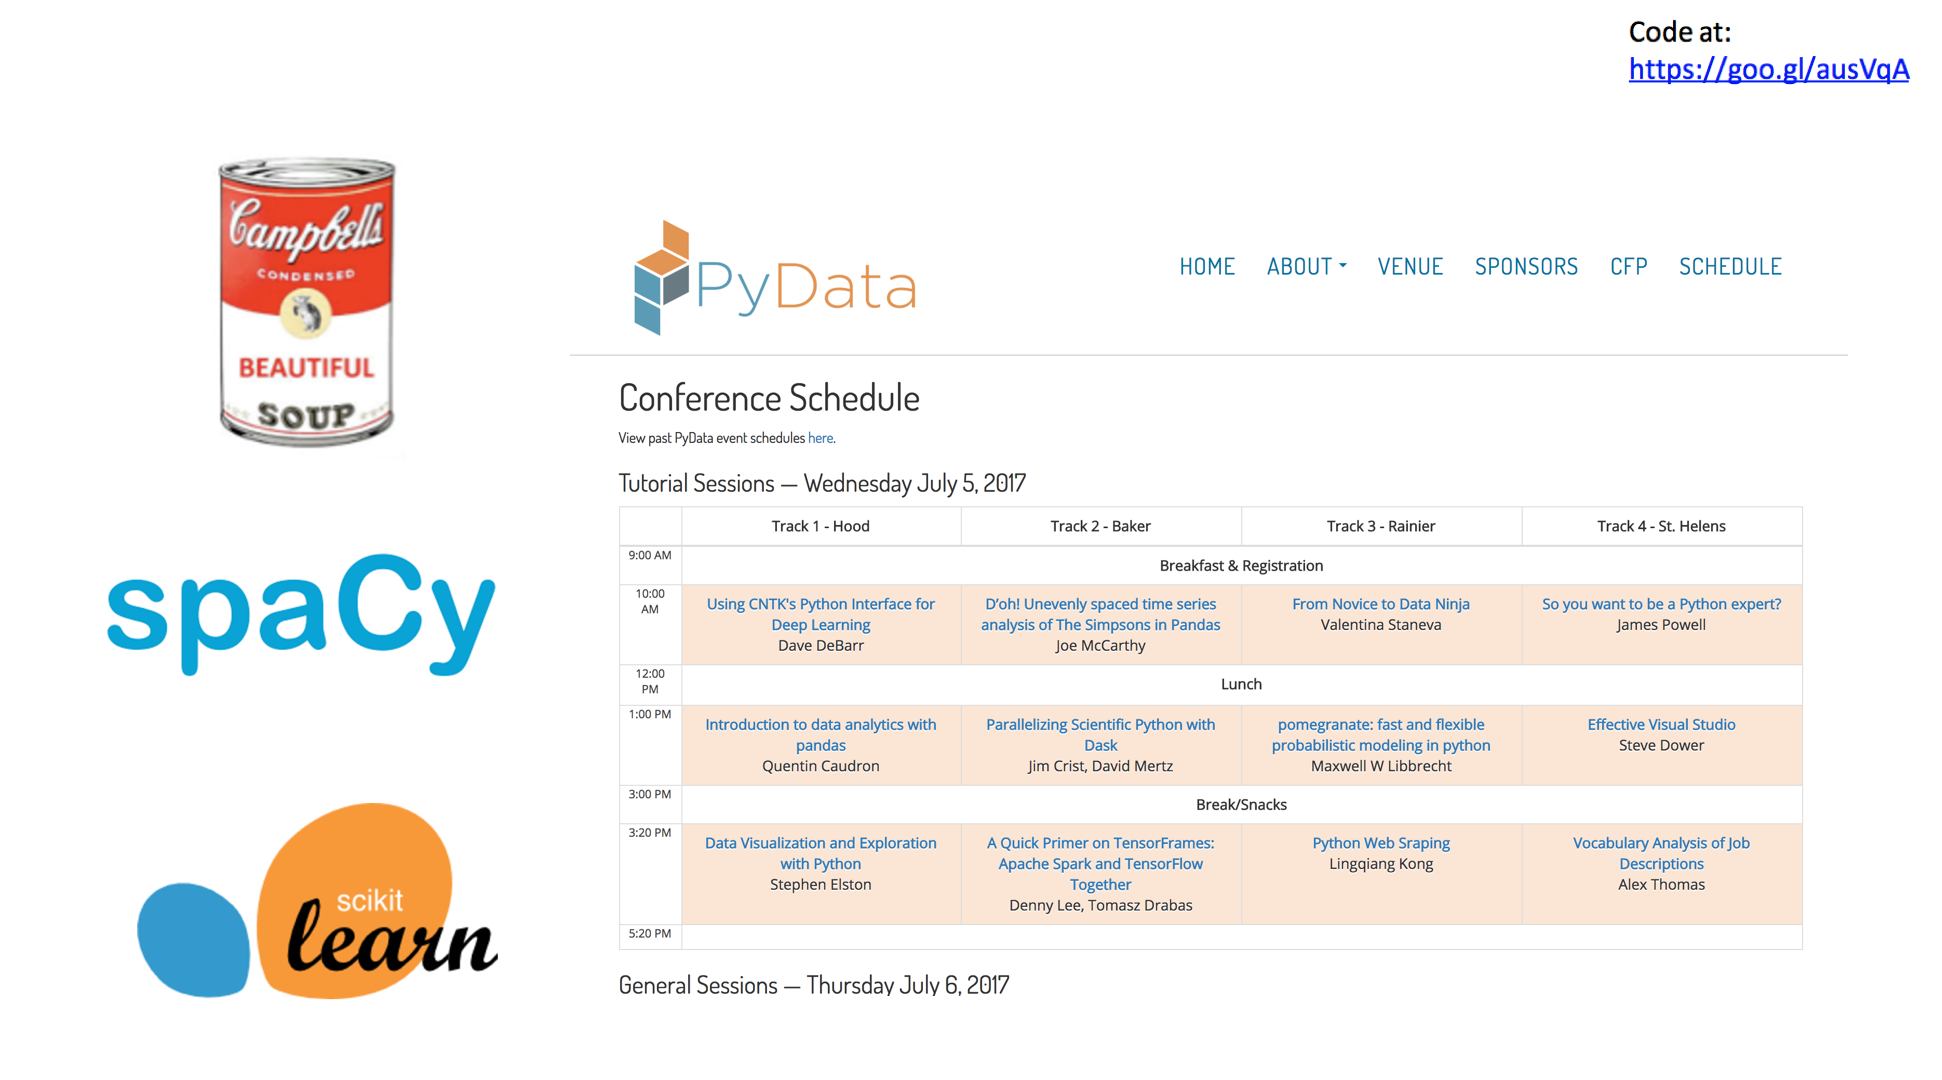 Code at:
https://goo.gl/ausVqA
Campbell's
CONDENSED
BEAUTIFUL
SOUP
spaCy
scikit
learn
PyData
HOME ABOUT VENUE SPONSORS CFP SCHEDULE
Conference Schedule
View past PyData event schedules here.
Tutorial Sessions — Wednesday July 5, 2017
Track 1 - Hood Track 2 - Baker Track 3 - Rainier Track 4 - St. Helens
9:00 AM
Breakfast & Registration
10:00
AM
Using CNTK's Python Interface for
Deep Learning
Dave DeBarr
D'oh! Unevenly spaced time series
analysis of The Simpsons in Pandas
Joe McCarthy
From Novice to Data Ninja
Valentina Staneva
So you want to be a Python expert?
James Powell
12:00
PM
Lunch
1:00 PM
Introduction to data analytics with
pandas
Quentin Caudron
Parallelizing Scientific Python with
Dask
Jim Crist, David Mertz
pomegranate: fast and flexible
probabilistic modeling in python
Maxwell W Libbrecht
Effective Visual Studio
Steve Dower
3:00 PM
Break/Snacks
3:20 PM
Data Visualization and Exploration
with Python
Stephen Elston
A Quick Primer on TensorFrames:
Apache Spark and TensorFlow
Together
Denny Lee, Tomasz Drabas
Python Web Sraping
Lingqiang Kong
Vocabulary Analysis of Job
Descriptions
Alex Thomas
5:20 PM
General Sessions — Thursday July 6, 2017